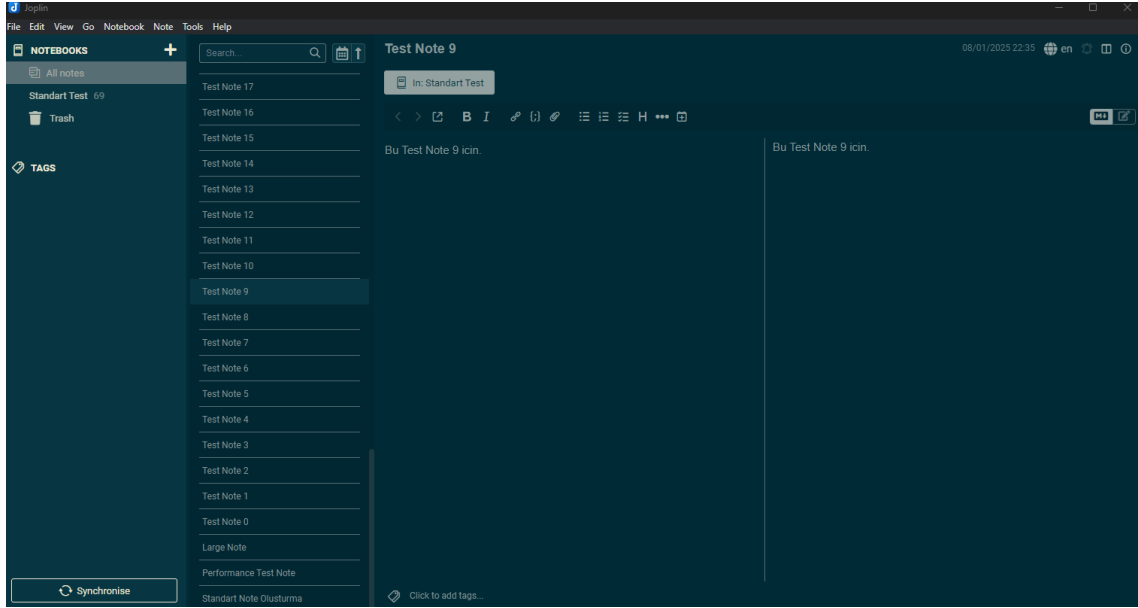 Joplin
File Edit View Go Notebook Note Tools Help
NOTEBOOKS
All notes
Standart Test 69
Trash
TAGS
Synchronise
Search...
Test Note 17
Test Note 16
Test Note 15
Test Note 14
Test Note 13
Test Note 12
Test Note 11
Test Note 10
Test Note 9
Test Note 8
Test Note 7
Test Note 6
Test Note 5
Test Note 4
Test Note 3
Test Note 2
Test Note 1
Test Note 0
Large Note
Performance Test Note
Standart Note Olusturma
Test Note 9
08/01/2025 22:35 en
In: Standart Test
B I {;} H
M
Bu Test Note 9 icin.
Bu Test Note 9 icin.
Click to add tags...